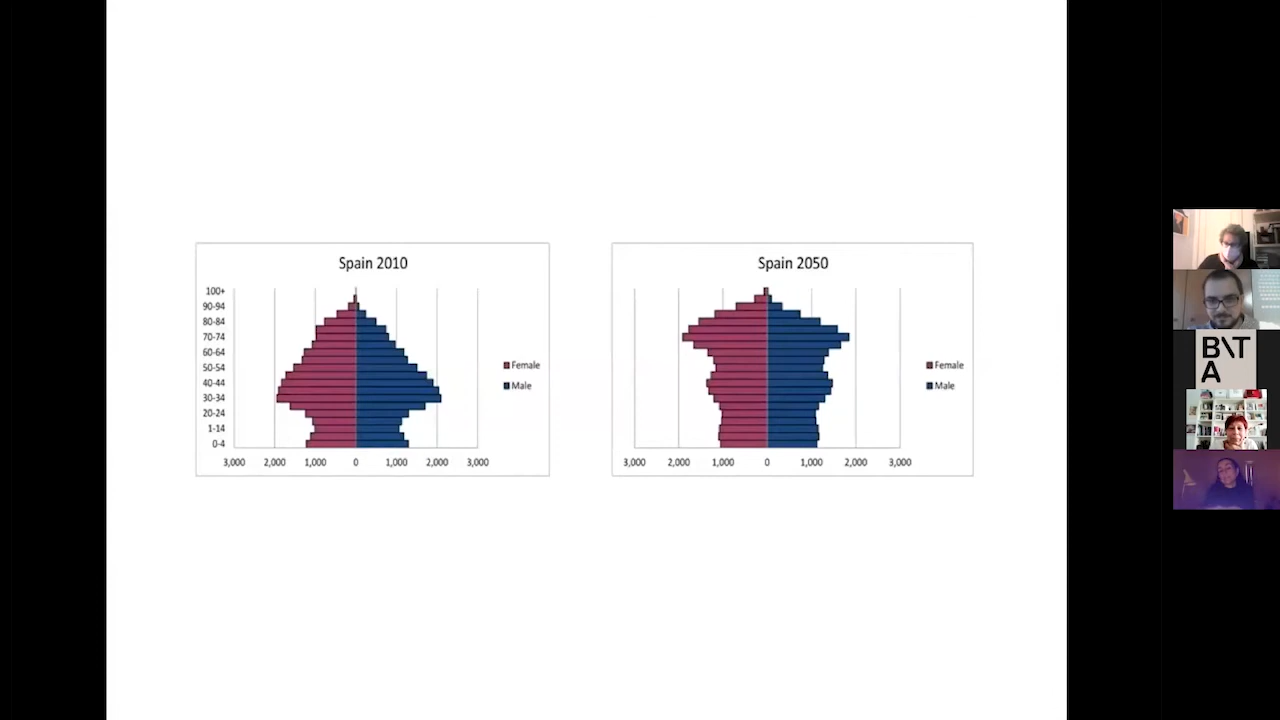 Spain 2010
100+
90-94
80-84
70-74
60-64
50-54
40-44
30-34
20-24
1-14
0-4
3,000 2,000 1,000 0 1,000 2,000 3,000
Female
Male
Spain 2050
3,000 2,000 1,000 0 1,000 2,000 3,000
Female
Male
B\T
A